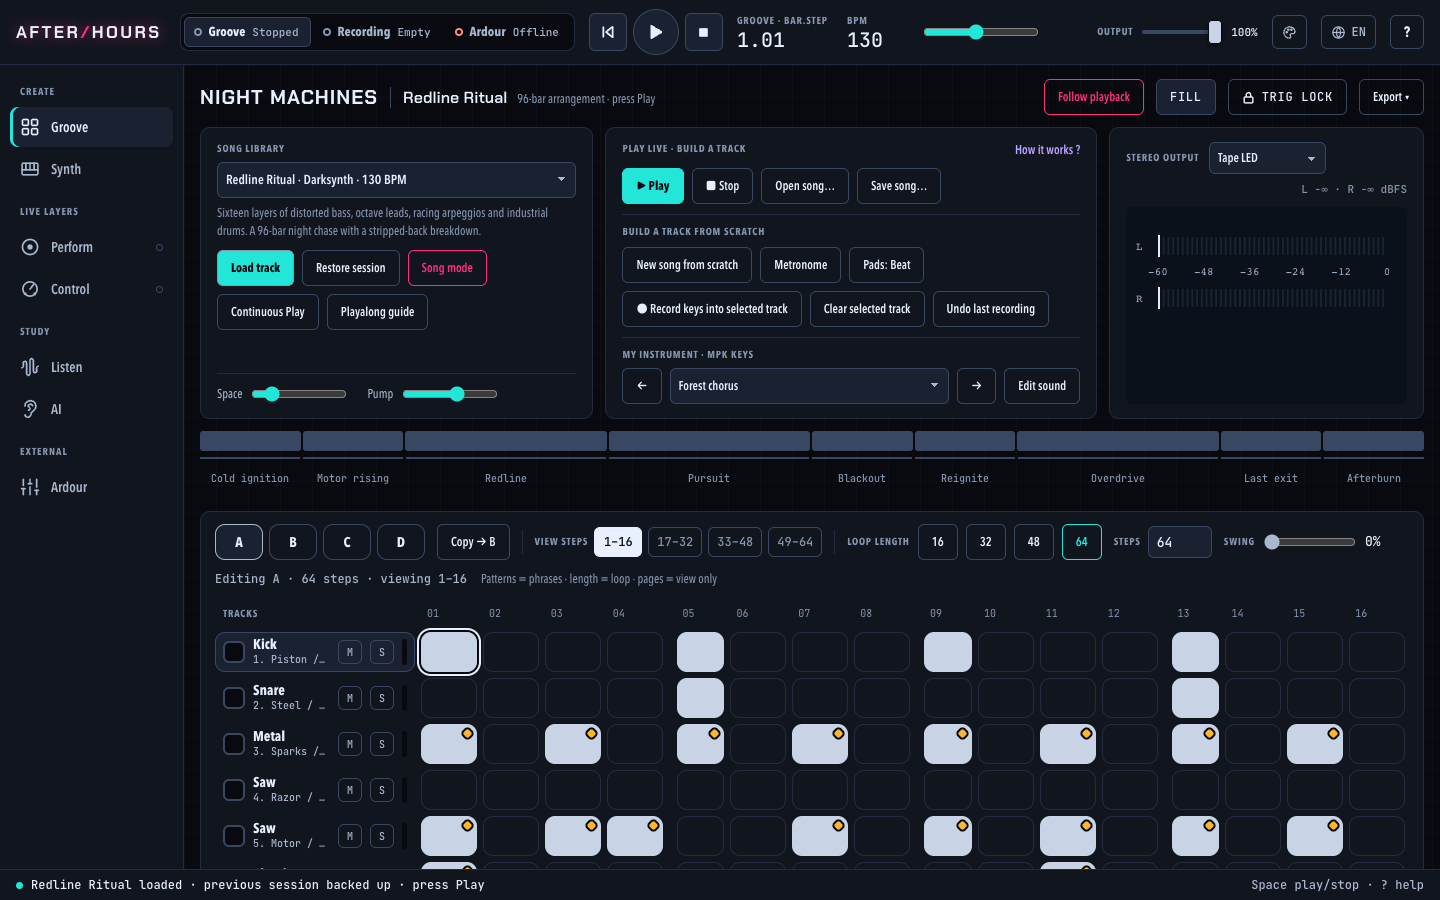 AFTER/HOURS
Groove Stopped
Recording Empty
Ardour Offline
GROOVE · BAR.STEP
1.01
BPM
130
OUTPUT
100%
EN
?
CREATE
Groove
Synth
LIVE LAYERS
Perform
Control
STUDY
Listen
AI
EXTERNAL
Ardour
NIGHT MACHINES
Redline Ritual
96-bar arrangement · press Play
Follow playback
FILL
TRIG LOCK
Export ▾
SONG LIBRARY
Redline Ritual · Darksynth · 130 BPM
Sixteen layers of distorted bass, octave leads, racing arpeggios and industrial
drums. A 96-bar night chase with a stripped-back breakdown.
Load track
Restore session
Song mode
Continuous Play
Playalong guide
Space
Pump
PLAY LIVE · BUILD A TRACK
How it works ?
▶ Play
■ Stop
Open song…
Save song…
BUILD A TRACK FROM SCRATCH
New song from scratch
Metronome
Pads: Beat
● Record keys into selected track
Clear selected track
Undo last recording
MY INSTRUMENT · MPK KEYS
←
Forest chorus
→
Edit sound
STEREO OUTPUT
Tape LED
L -∞ · R -∞ dBFS
L
-60 -48 -36 -24 -12 0
R
Cold ignition
Motor rising
Redline
Pursuit
Blackout
Reignite
Overdrive
Last exit
Afterburn
A
B
C
D
Copy → B
VIEW STEPS
1–16
17–32
33–48
49–64
LOOP LENGTH
16
32
48
64
STEPS
64
SWING
0%
Editing A · 64 steps · viewing 1–16
Patterns = phrases · length = loop · pages = view only
TRACKS
01 02 03 04 05 06 07 08 09 10 11 12 13 14 15 16
Kick
1. Piston /…
M S
Snare
2. Steel / …
M S
Metal
3. Sparks /…
M S
Saw
4. Razor / …
M S
Saw
5. Motor / …
M S
Redline Ritual loaded · previous session backed up · press Play
Space play/stop · ? help